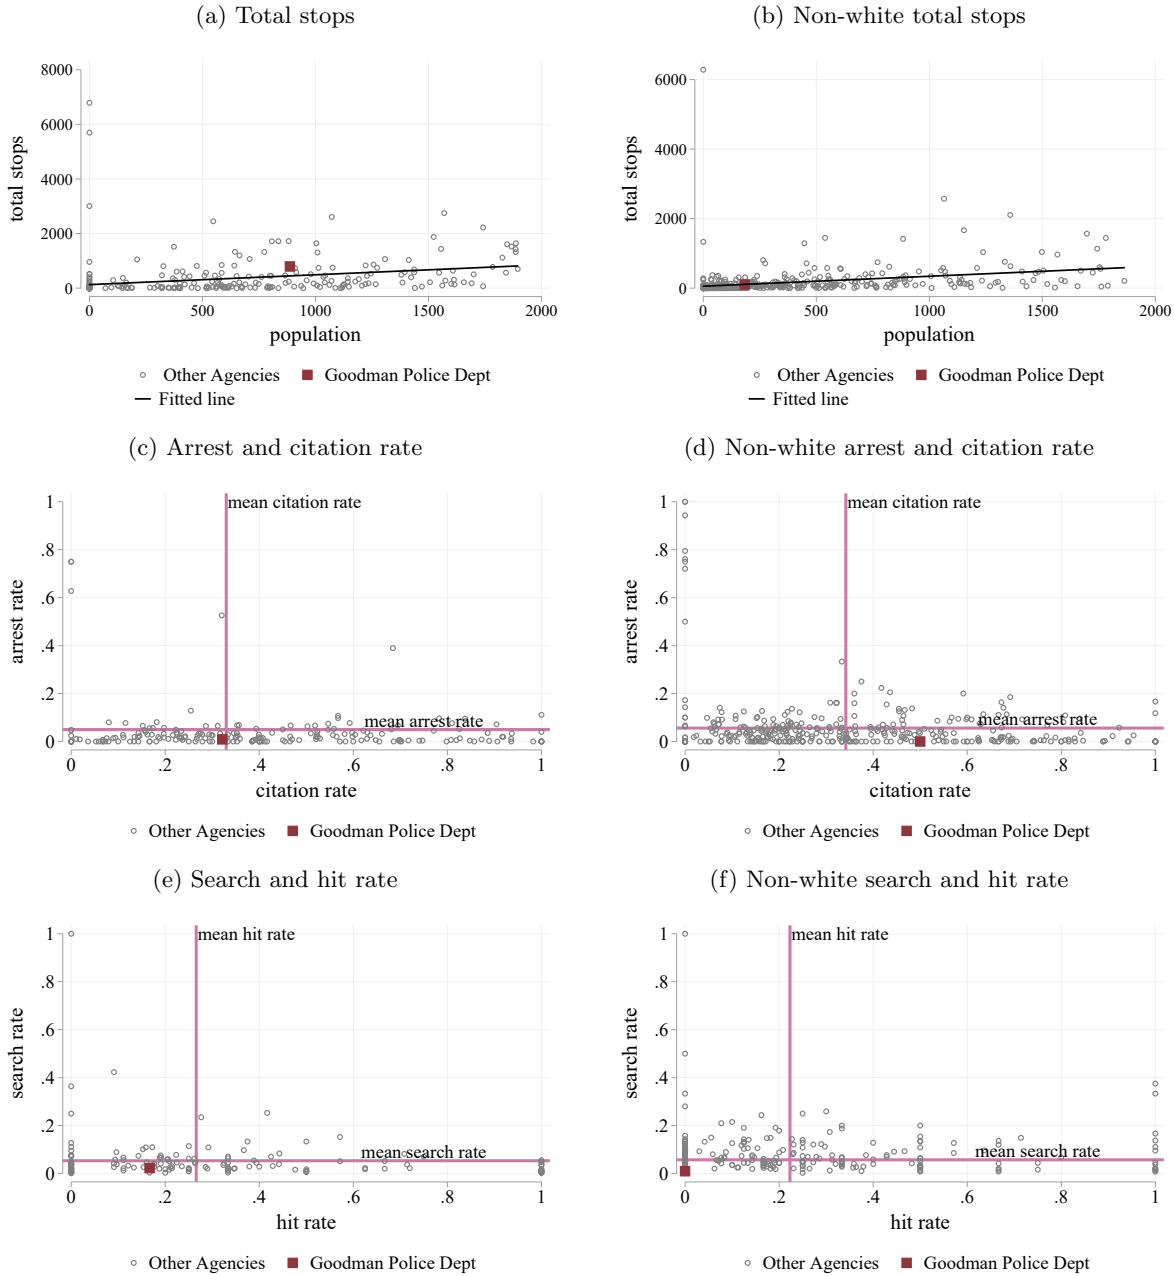 (a) Total stops
(b) Non-white total stops
8000
6000
4000
2000
0
total stops
0 500 1000 1500 2000
population
Other Agencies Goodman Police Dept
Fitted line
6000
4000
2000
0
total stops
0 500 1000 1500 2000
population
Other Agencies Goodman Police Dept
Fitted line
(c) Arrest and citation rate
(d) Non-white arrest and citation rate
1
.8
.6
.4
.2
0
arrest rate
mean citation rate
mean arrest rate
0 .2 .4 .6 .8 1
citation rate
Other Agencies Goodman Police Dept
1
.8
.6
.4
.2
0
arrest rate
mean citation rate
mean arrest rate
0 .2 .4 .6 .8 1
citation rate
Other Agencies Goodman Police Dept
(e) Search and hit rate
(f) Non-white search and hit rate
1
.8
.6
.4
.2
0
search rate
mean hit rate
mean search rate
0 .2 .4 .6 .8 1
hit rate
Other Agencies Goodman Police Dept
1
.8
.6
.4
.2
0
search rate
mean hit rate
mean search rate
0 .2 .4 .6 .8 1
hit rate
Other Agencies Goodman Police Dept